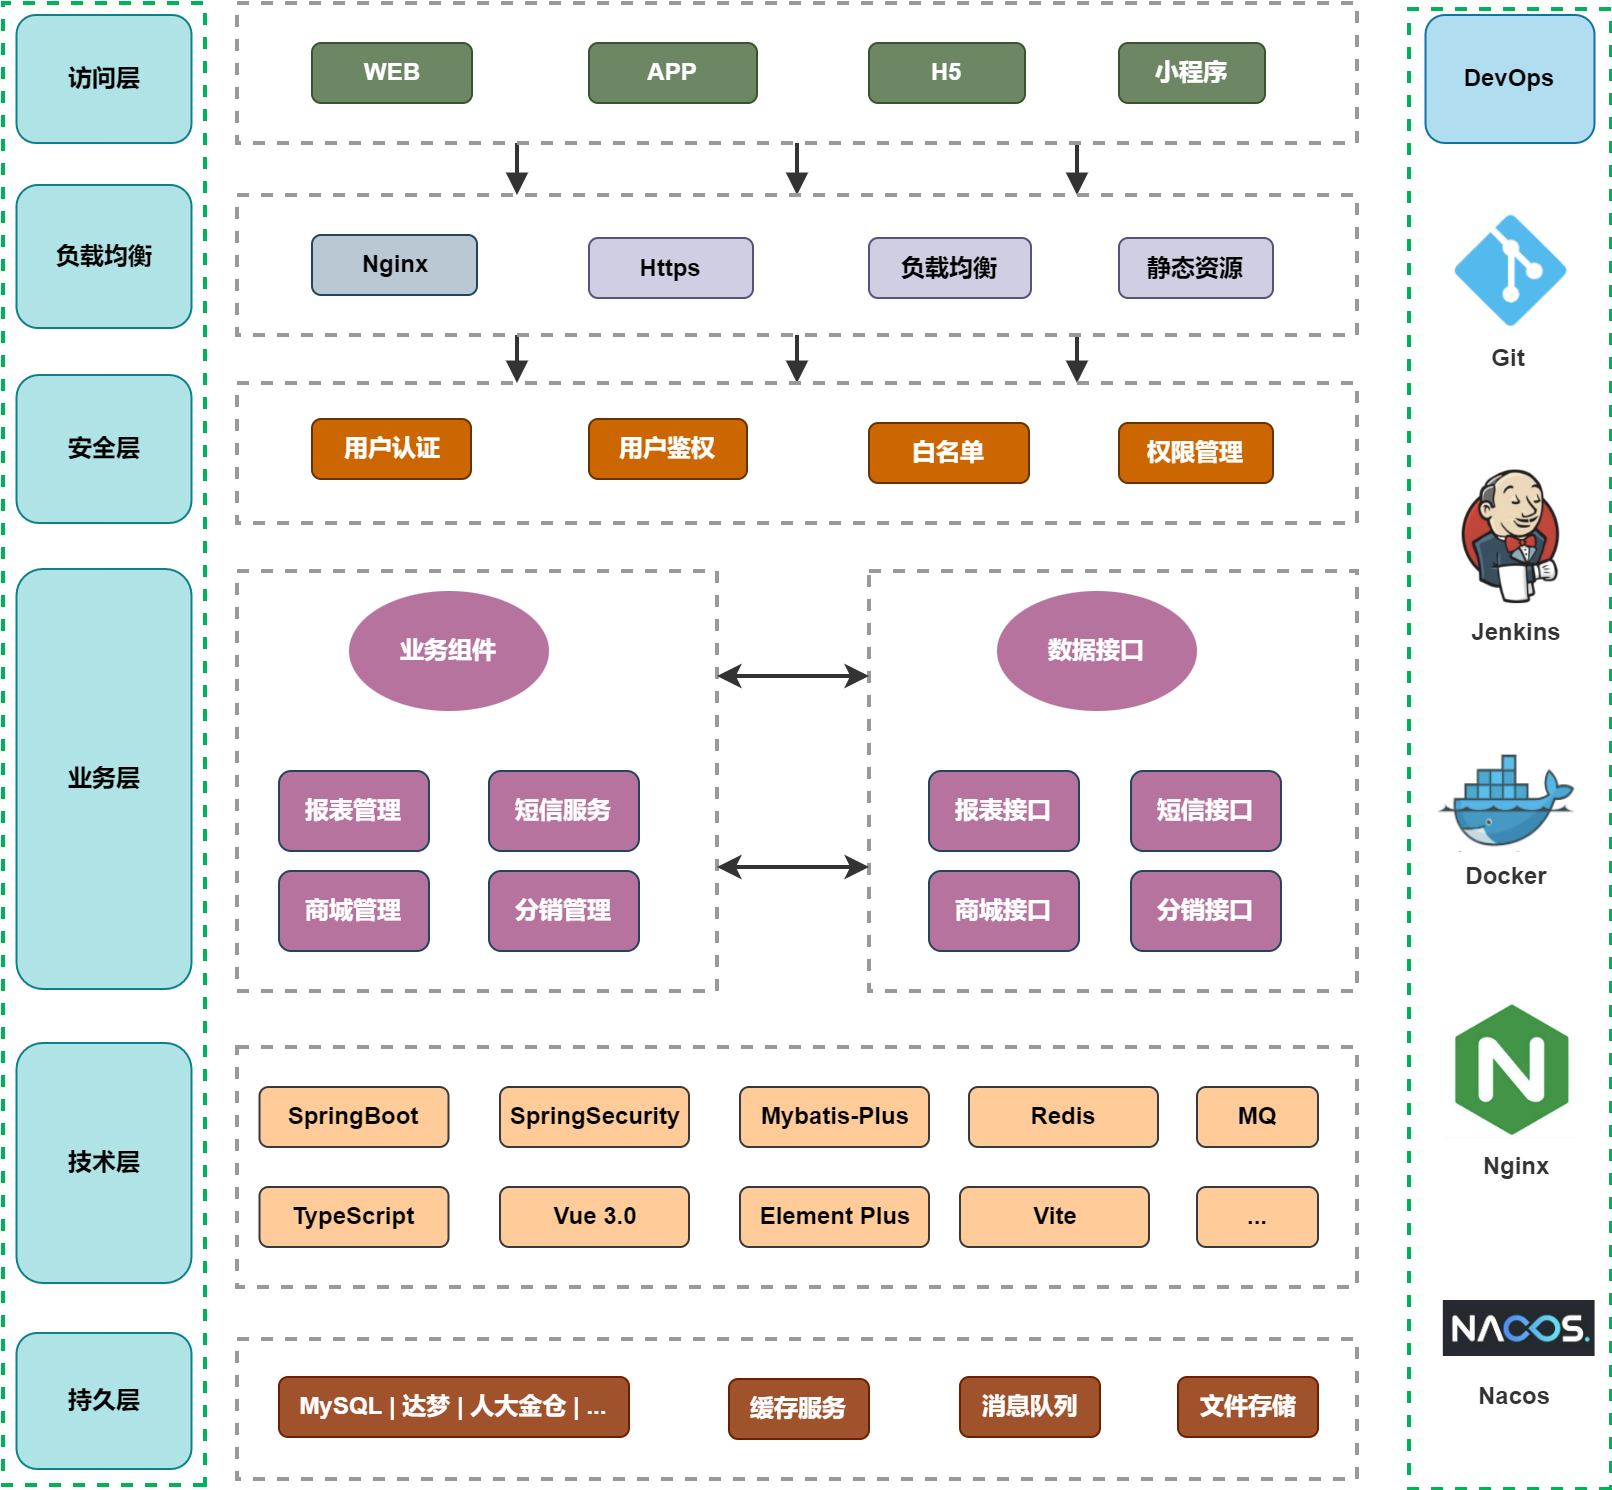 访问层
WEB
APP
H5
小程序
DevOps
负载均衡
Nginx
Https
负载均衡
静态资源
Git
安全层
用户认证
用户鉴权
白名单
权限管理
Jenkins
业务层
业务组件
报表管理
短信服务
商城管理
分销管理
数据接口
报表接口
短信接口
商城接口
分销接口
Docker
技术层
SpringBoot
SpringSecurity
Mybatis-Plus
Redis
MQ
TypeScript
Vue 3.0
Element Plus
Vite
...
N
Nginx
持久层
MySQL | 达梦 | 人大金仓 | ...
缓存服务
消息队列
文件存储
NACOS.
Nacos